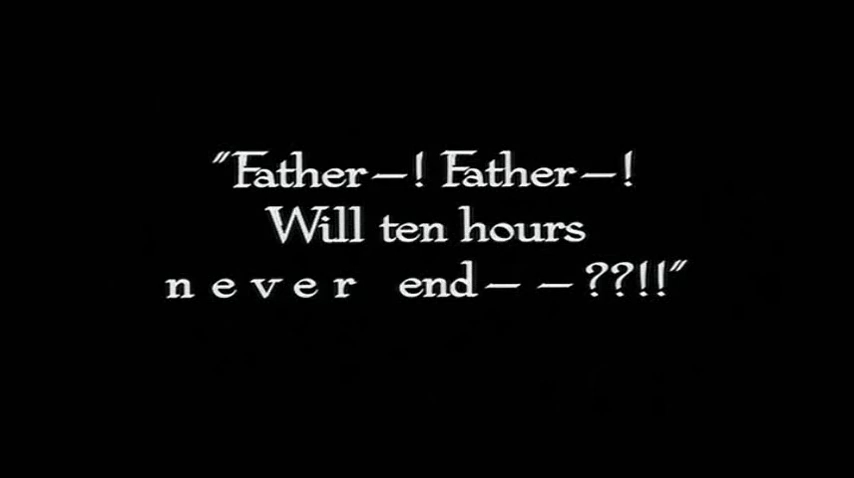 "Father—! Father—!
Will ten hours
n e v e r  end— —??!!"